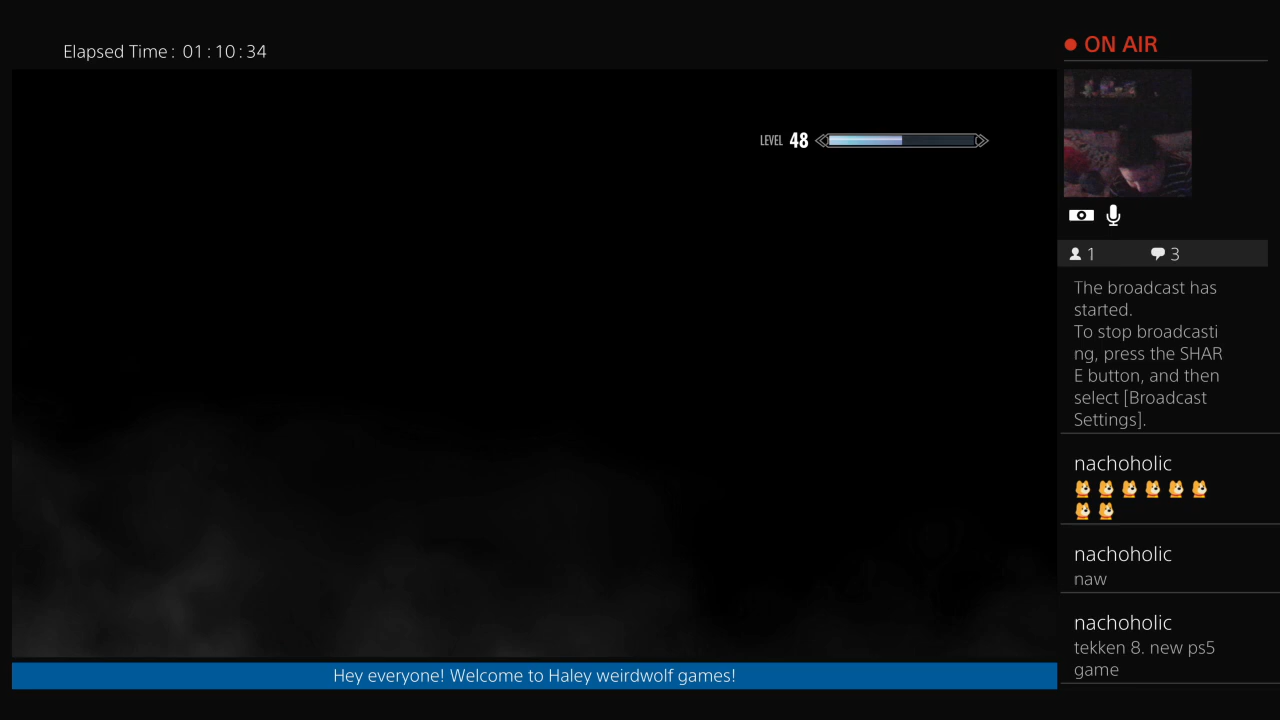 Elapsed Time : 01 : 10 : 34
ON AIR
LEVEL 48
1 3
The broadcast has
started.
To stop broadcasti
ng, press the SHAR
E button, and then
select [Broadcast
Settings].
nachoholic
nachoholic
naw
nachoholic
tekken 8. new ps5
game
Hey everyone! Welcome to Haley weirdwolf games!